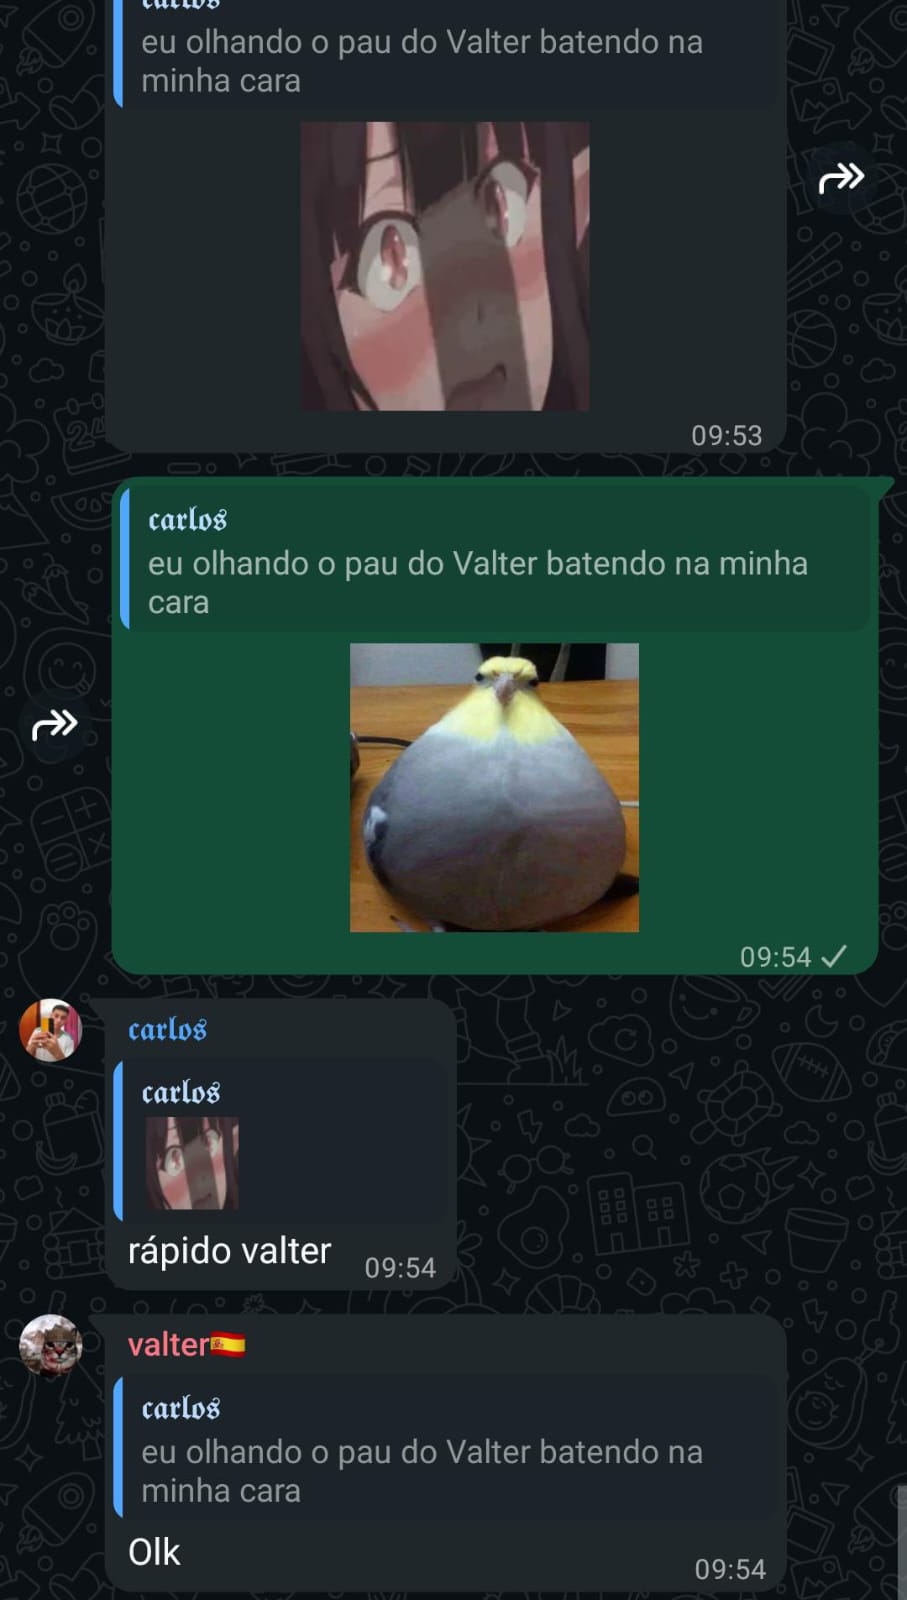 carlos
eu olhando o pau do Valter batendo na
minha cara
09:53
carlos
eu olhando o pau do Valter batendo na minha
cara
09:54
carlos
carlos
rápido valter
09:54
valter🇪🇸
carlos
eu olhando o pau do Valter batendo na
minha cara
Olk
09:54